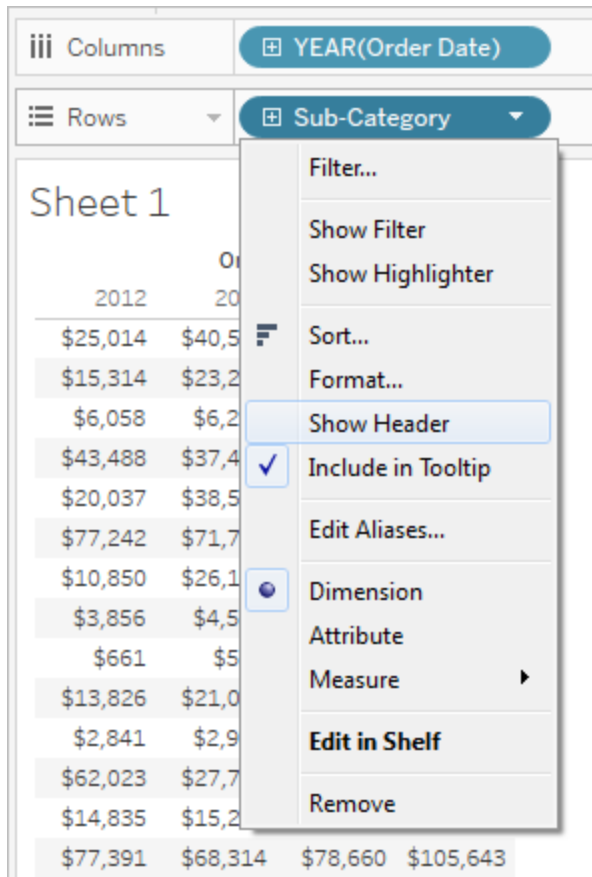 Columns
YEAR(Order Date)
Rows
Sub-Category
Sheet 1
2012
$25,014
$15,314
$6,058
$43,488
$20,037
$77,242
$10,850
$3,856
$661
$13,826
$2,841
$62,023
$14,835
$77,391 $68,314 $78,660 $105,643
Filter...
Show Filter
Show Highlighter
Sort...
Format...
Show Header
Include in Tooltip
Edit Aliases...
Dimension
Attribute
Measure
Edit in Shelf
Remove